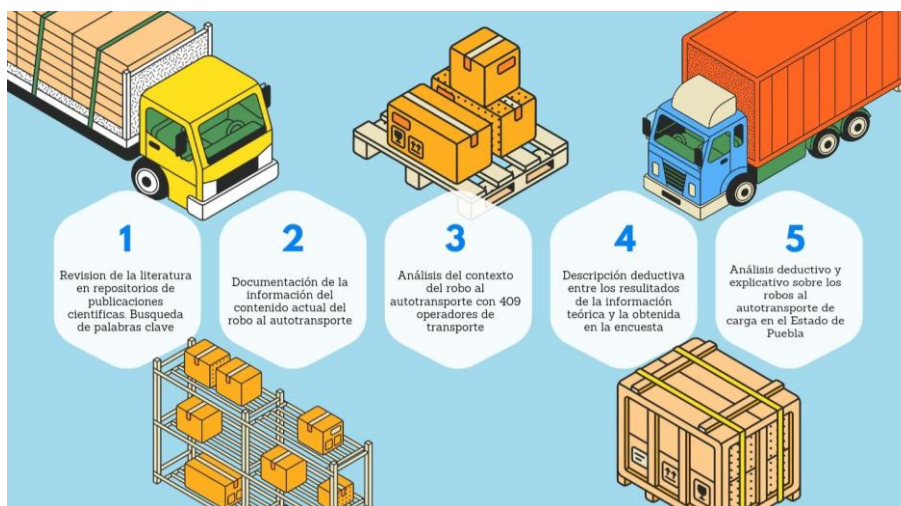 1
Revision de la literatura
en repositorios de
publicaciones
cientificas. Busqueda
de palabras clave
2
Documentación de la
información del
contenido actual del
robo al autotransporte
3
Análisis del contexto
del robo al
autotransporte con 409
operadores de
transporte
4
Descripción deductiva
entre los resulitados
de la información
teórica y la obtenida
en la encuesta
5
Análisis deductivo y
explicativo sobre los
robos al
autotransporte de
carga en el Estado de
Puebla